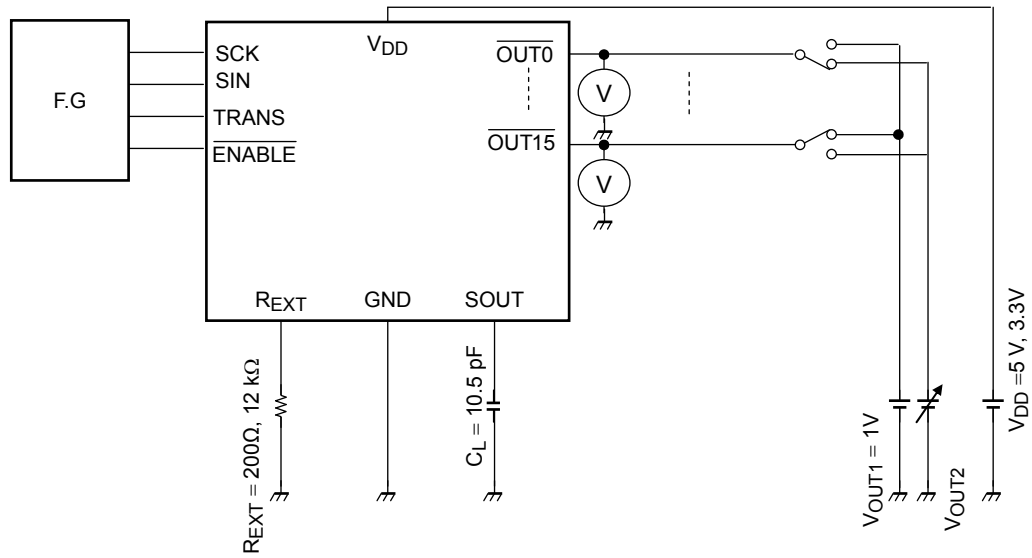 F.G
SCK
SIN
TRANS
ENABLE
VDD
OUT0
OUT15
V
V
REXT
GND
SOUT
REXT = 200Ω, 12 kΩ
CL = 10.5 pF
VOUT1 = 1V
VOUT2
VDD =5 V, 3.3V